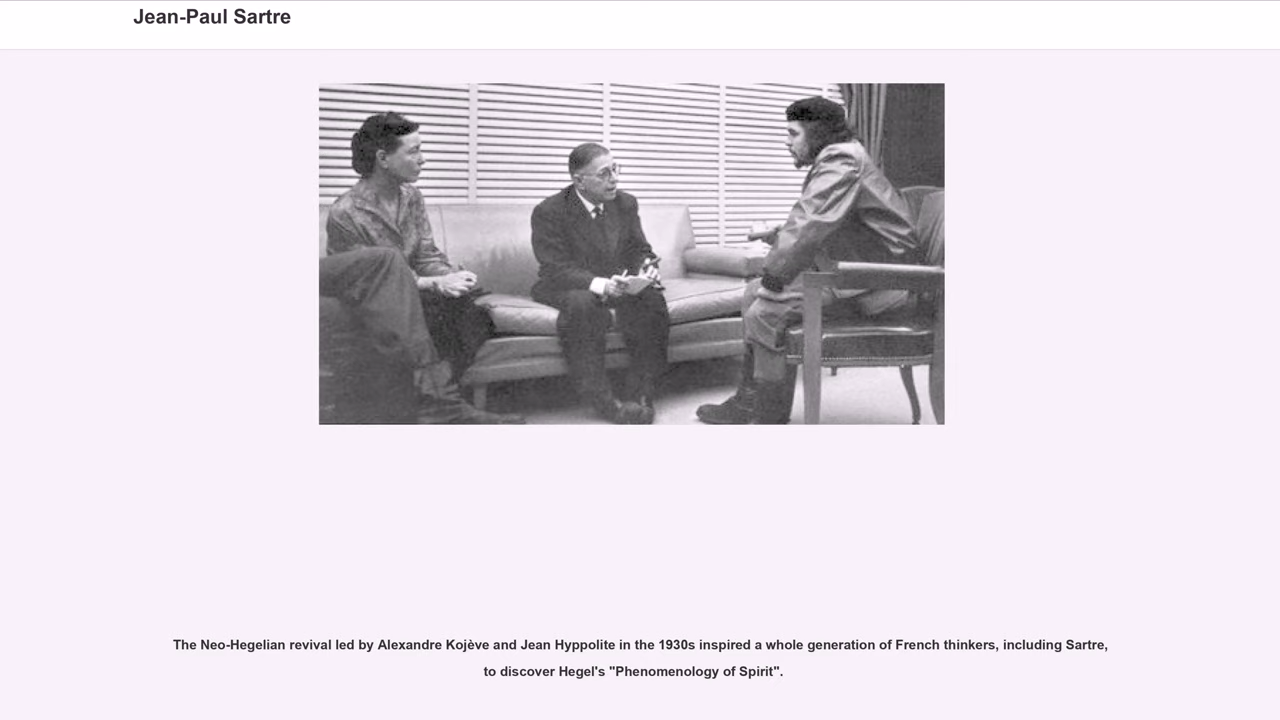 Jean-Paul Sartre
The Neo-Hegelian revival led by Alexandre Kojève and Jean Hyppolite in the 1930s inspired a whole generation of French thinkers, including Sartre,
to discover Hegel's "Phenomenology of Spirit".